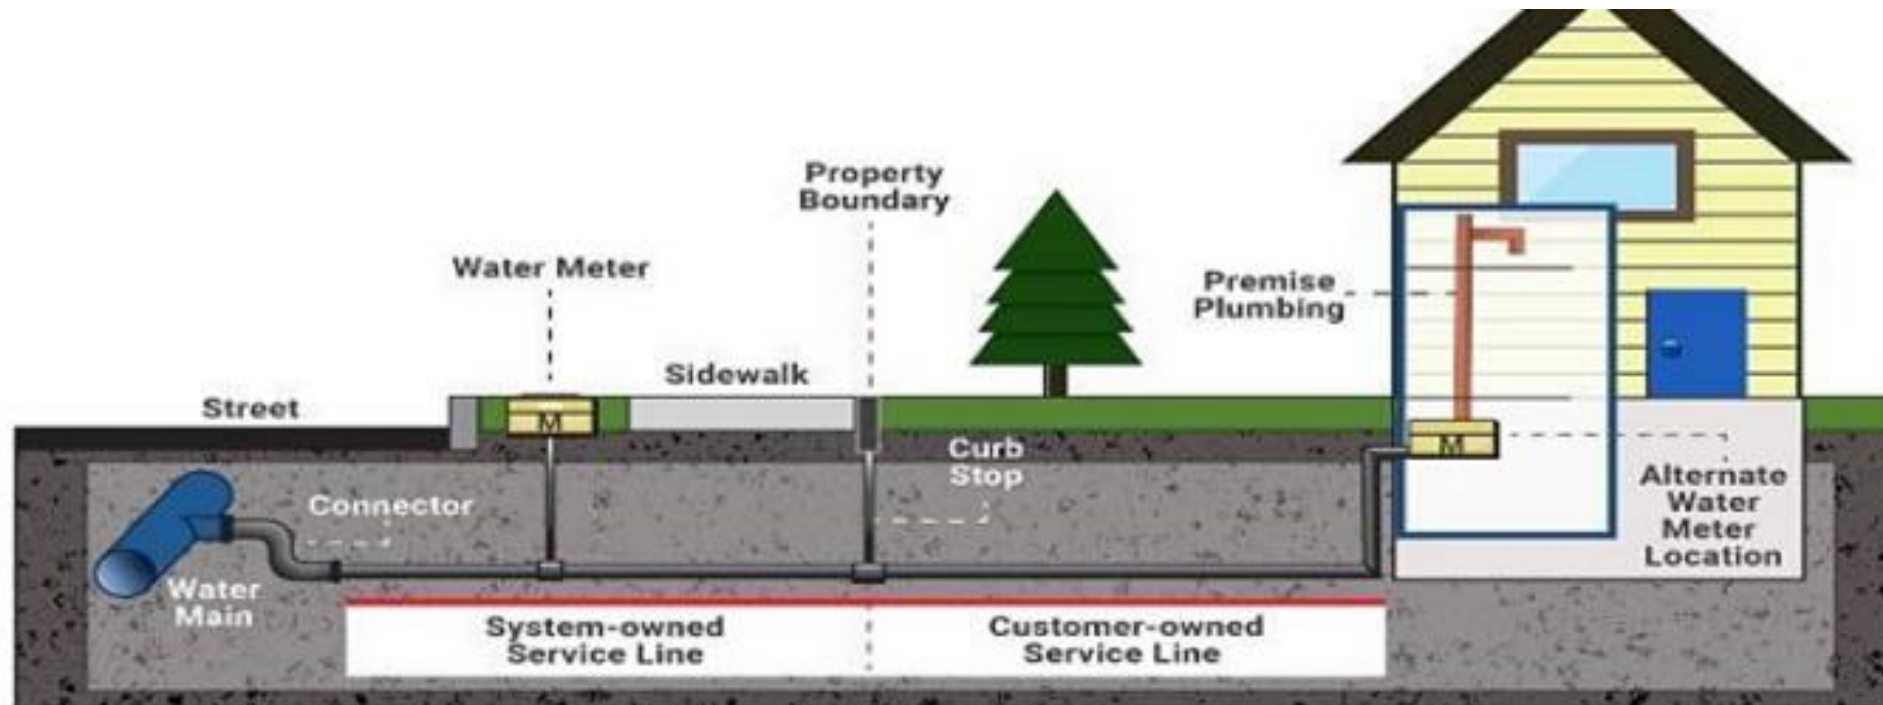 Property
Boundary
Water Meter
Premise
Plumbing
Sidewalk
Street
M
M
Curb
Stop
Connector
Alternate
Water
Meter
Location
Water
Main
System-owned
Service Line
Customer-owned
Service Line